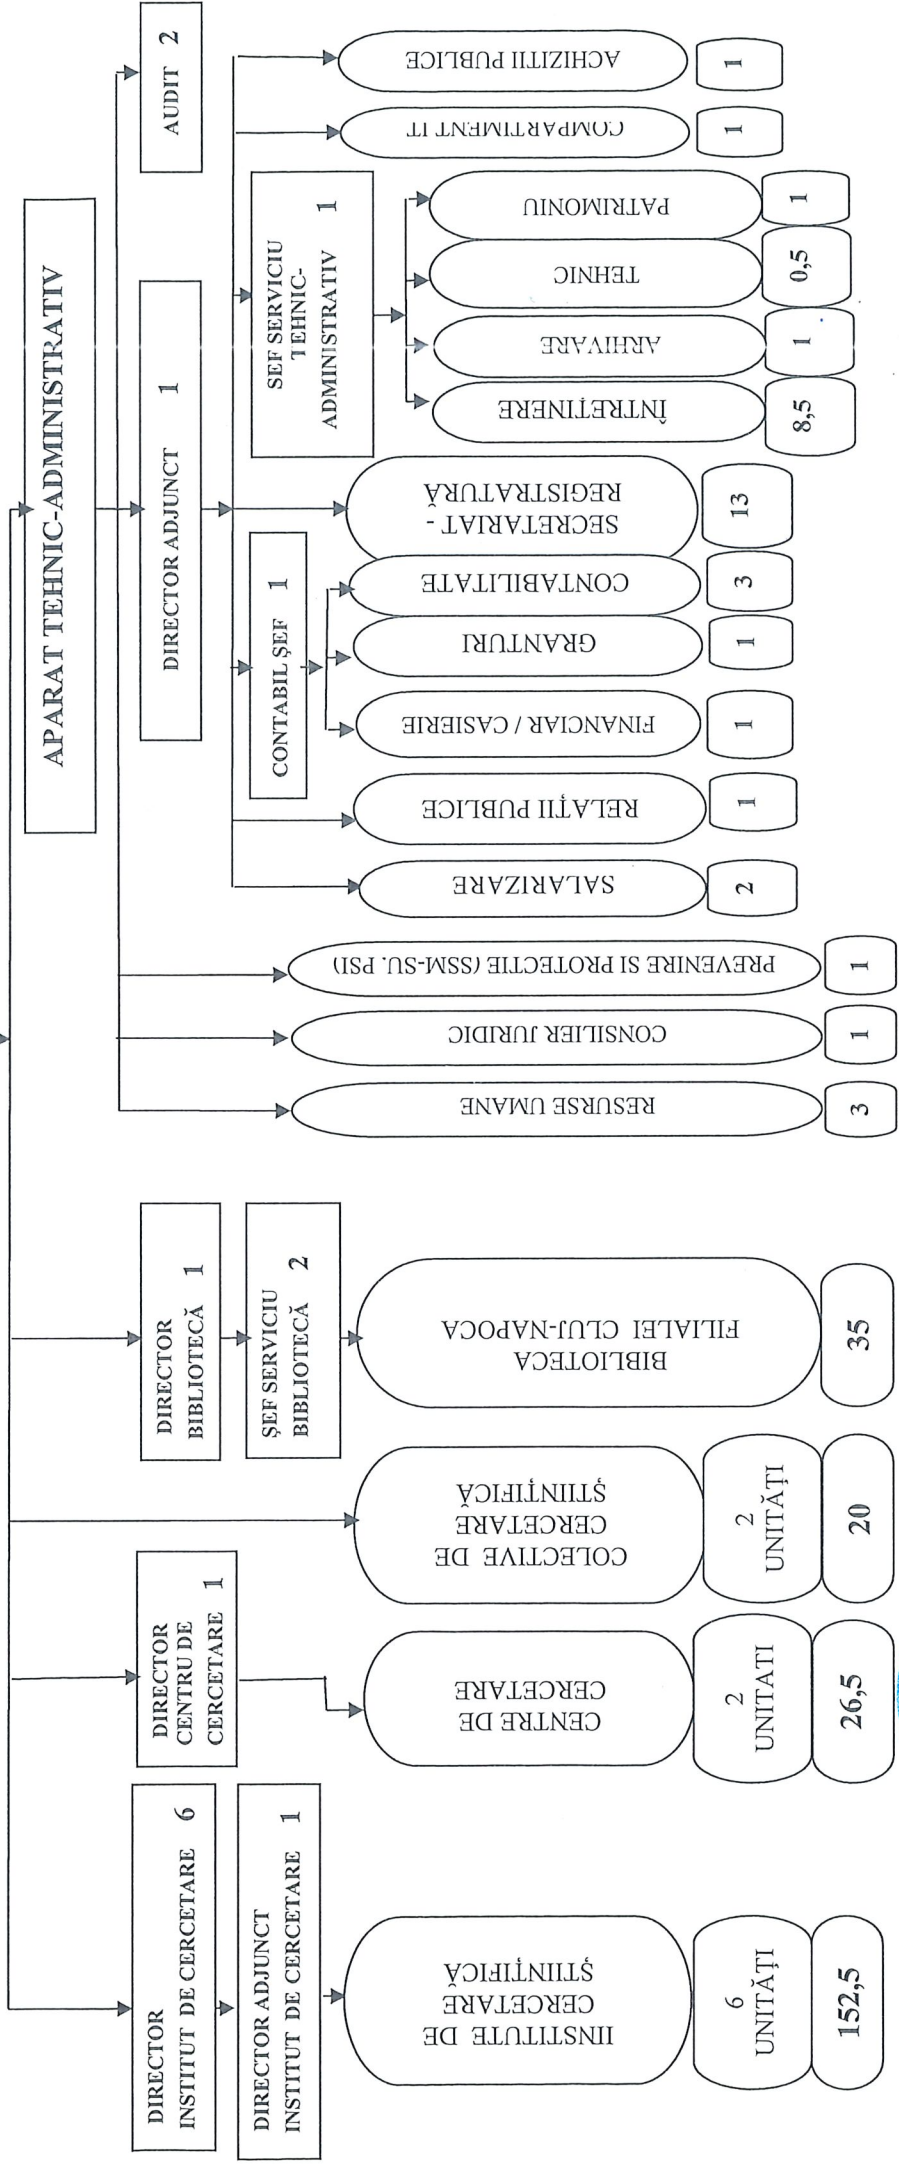 APARAT TEHNIC-ADMINISTRATIV
DIRECTOR
INSTITUT DE CERCETARE 6
DIRECTOR ADJUNCT
INSTITUT DE CERCETARE 1
IINSTITUTE DE
CERCETARE
ȘTIINȚIFICĂ
6
UNITĂȚI
152,5
DIRECTOR
CENTRU DE
CERCETARE 1
CENTRE DE
CERCETARE
2
UNITATI
26,5
COLECTIVE DE
CERCETARE
ȘTIINȚIFICĂ
2
UNITĂȚI
20
DIRECTOR
BIBLIOTECĂ 1
ȘEF SERVICIU
BIBLIOTECĂ 2
BIBLIOTECA
FILIALEI CLUJ-NAPOCA
35
RESURSE UMANE
3
CONSILIER JURIDIC
1
PREVENIRE SI PROTECTIE (SSM-SU. PSI)
1
DIRECTOR ADJUNCT 1
AUDIT 2
SALARIZARE
2
RELAȚII PUBLICE
1
CONTABIL ȘEF 1
FINANCIAR / CASIERIE
1
GRANTURI
1
CONTABILITATE
3
SECRETARIAT -
REGISTRATURĂ
13
SEF SERVICIU
TEHNIC-
ADMINISTRATIV 1
ÎNTREȚINERE
8,5
ARHIVARE
1
TEHNIC
0,5
PATRIMONIU
1
COMPARTIMENT IT
1
ACHIZITII PUBLICE
1